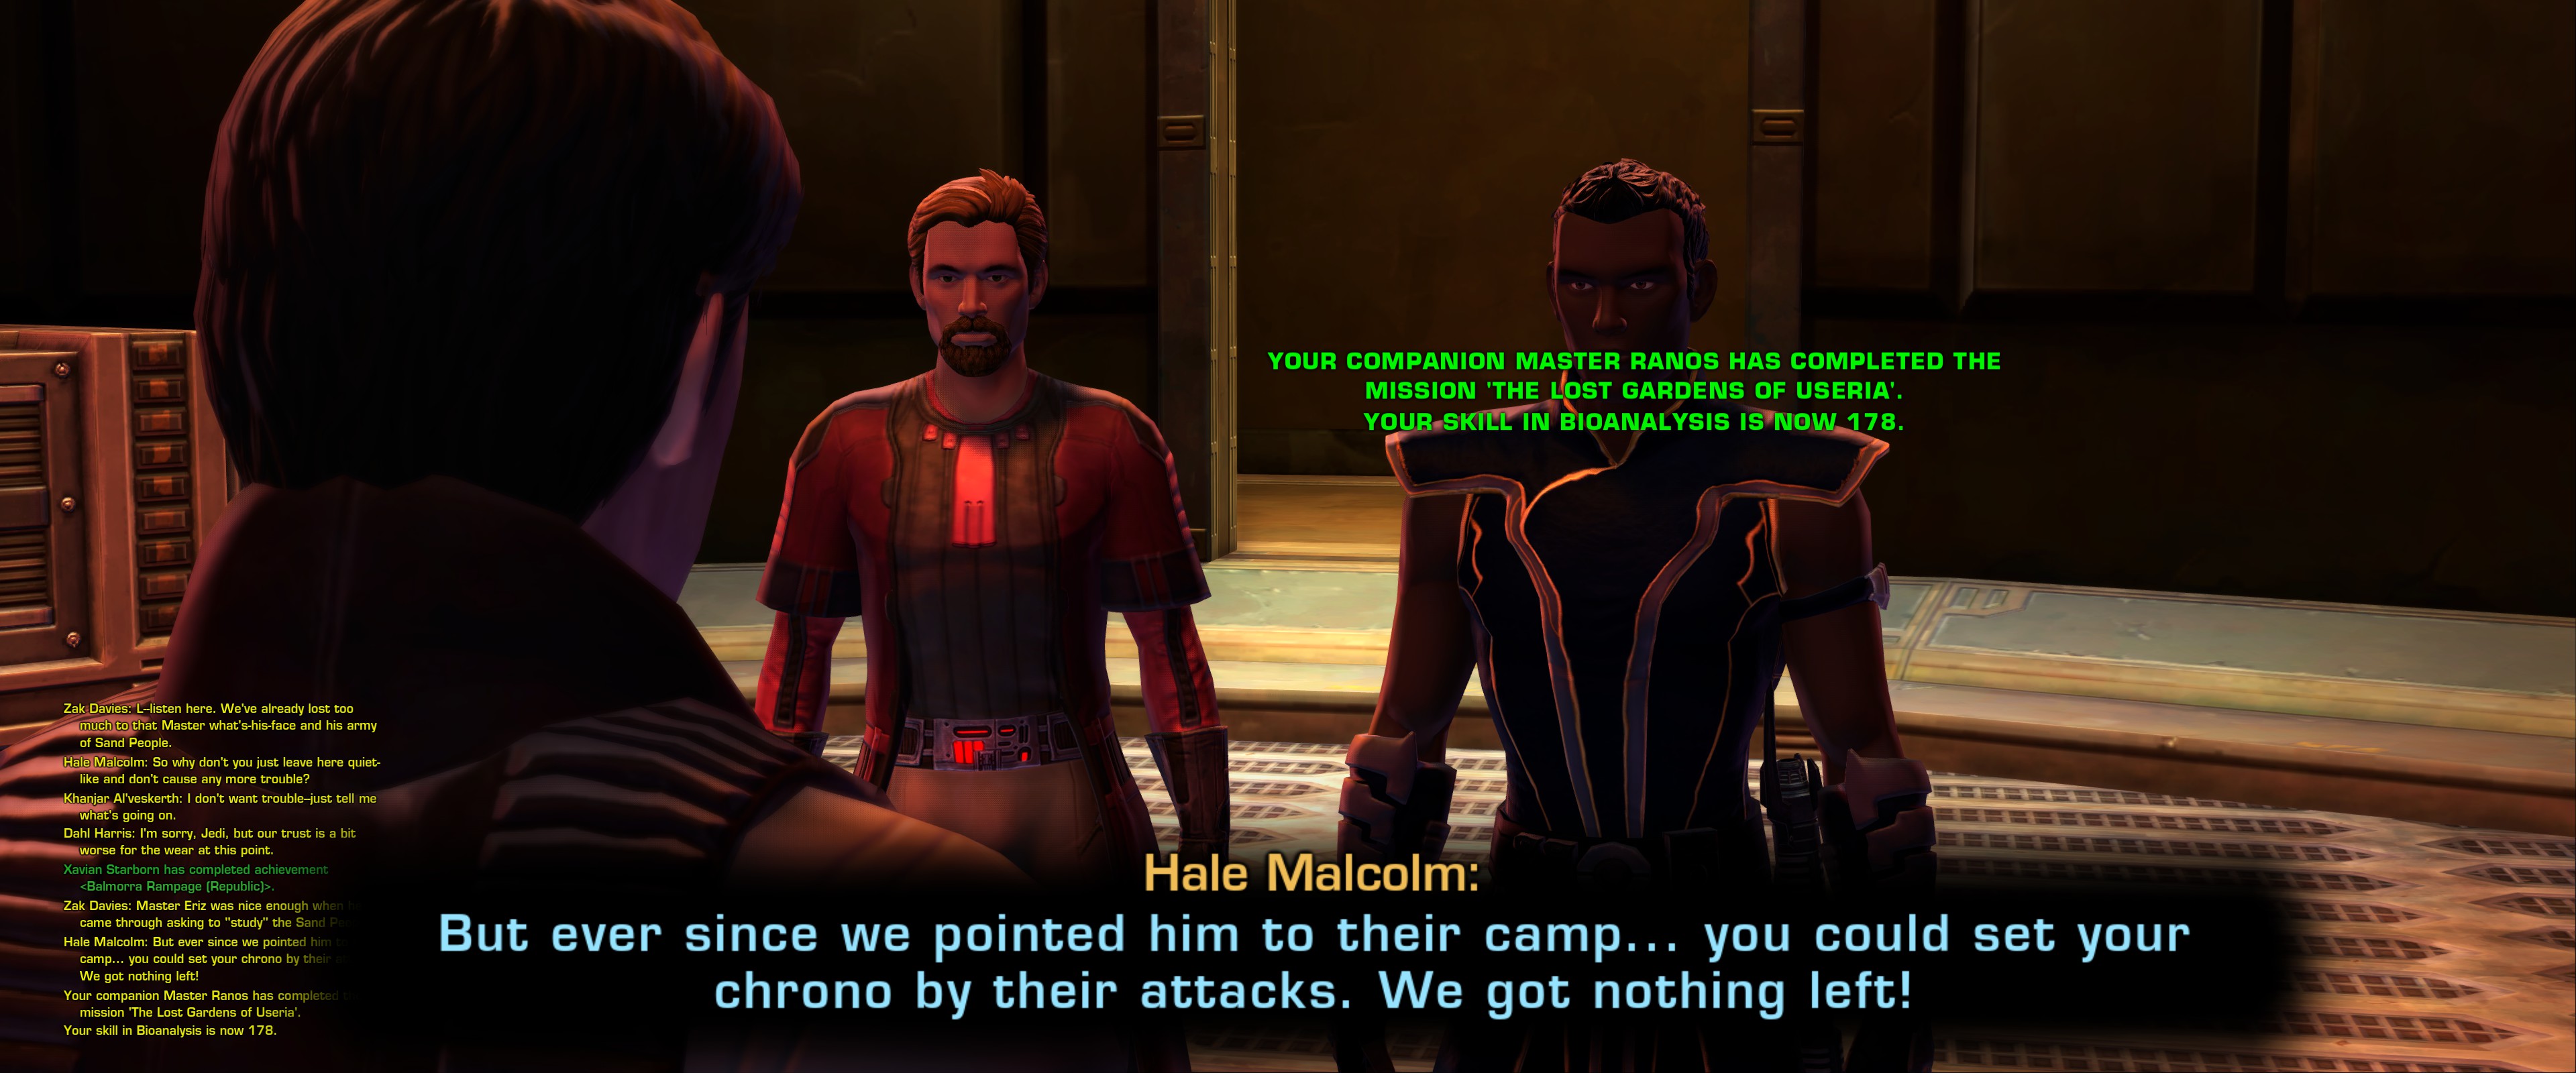 YOUR COMPANION MASTER RANOS HAS COMPLETED THE
MISSION 'THE LOST GARDENS OF USERIA'.
YOUR SKILL IN BIOANALYSIS IS NOW 178.
Zak Davies: L–listen here. We've already lost too
much to that Master what's-his-face and his army
of Sand People.
Hale Malcolm: So why don't you just leave here quiet-
like and don't cause any more trouble?
Khanjar Al'veskerth: I don't want trouble–just tell me
what's going on.
Dahl Harris: I'm sorry, Jedi, but our trust is a bit
worse for the wear at this point.
Xavian Starborn has completed achievement
<Balmorra Rampage (Republic)>.
Zak Davies: Master Eriz was nice enough when
came through asking to "study" the Sand
Hale Malcolm: But ever since we pointed him
camp... you could set your chrono by their
We got nothing left!
Your companion Master Ranos has completed
mission 'The Lost Gardens of Useria'.
Your skill in Bioanalysis is now 178.
Hale Malcolm:
But ever since we pointed him to their camp... you could set your
chrono by their attacks. We got nothing left!